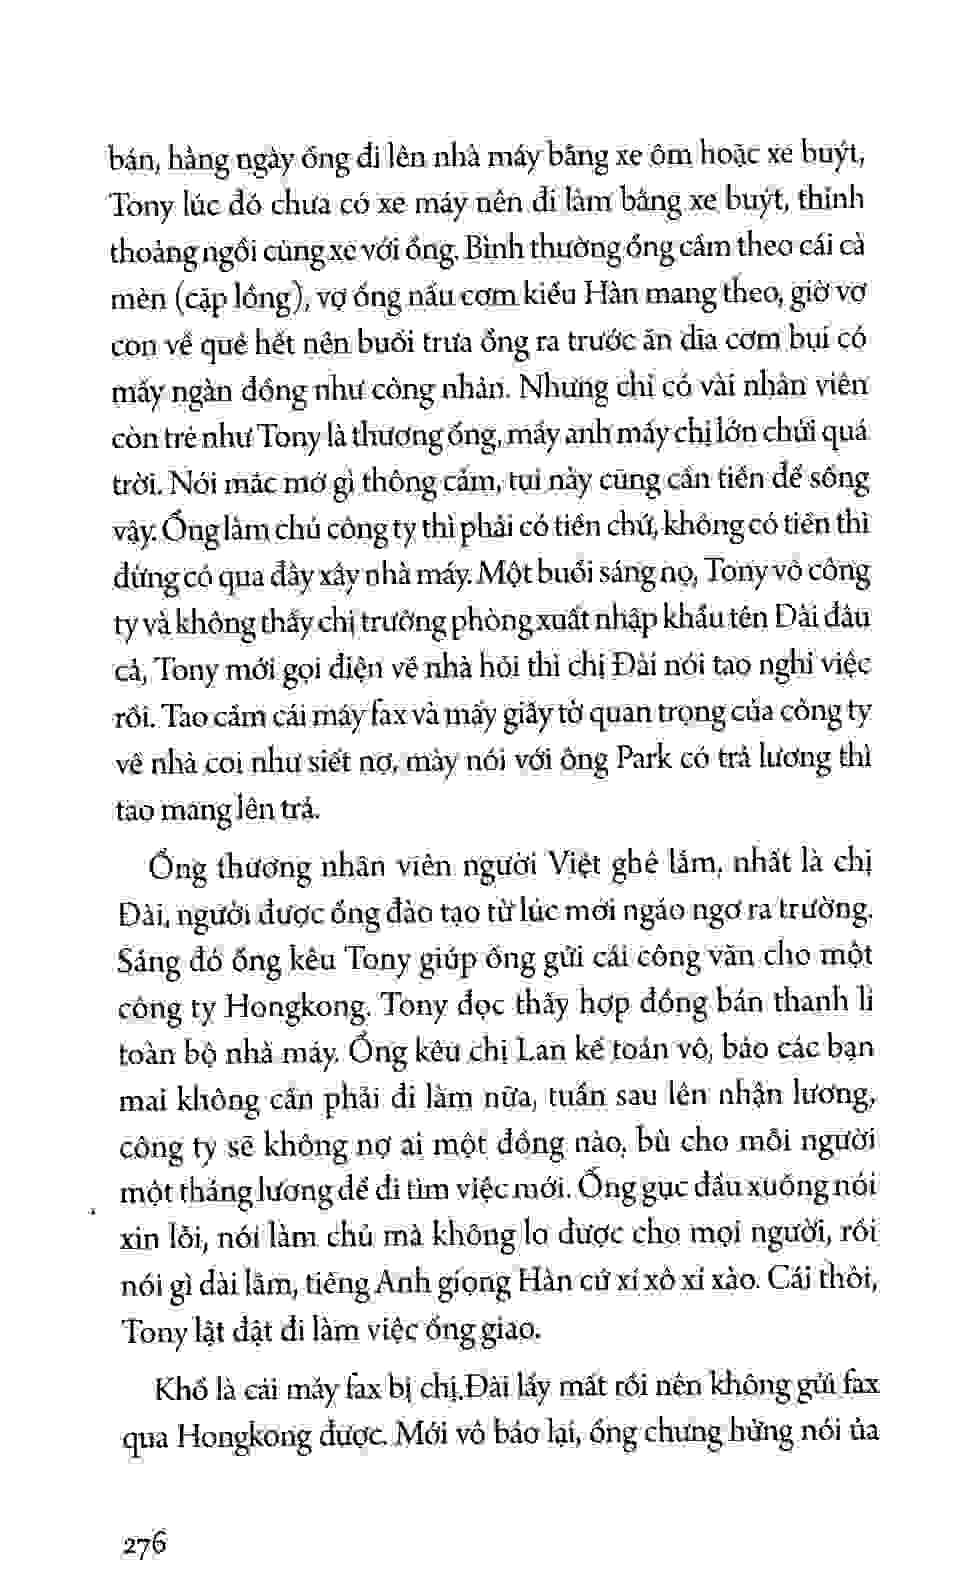 bán, hàng ngày ổng đi lên nhà máy bằng xe ôm hoặc xe buýt,
Tony lúc đó chưa có xe máy nên đi làm bằng xe buýt, thỉnh
thoảng ngồi cùng xe với ổng. Bình thường ổng cầm theo cái cà
mèn (cặp lồng), vợ ổng nấu cơm kiểu Hàn mang theo, giờ vợ
con về quê hết nên buổi trưa ổng ra trước ăn dĩa cơm bụi có
mấy ngàn đồng như công nhân. Nhưng chỉ có vài nhân viên
còn trẻ như Tony là thương ổng, mấy anh mấy chị lớn chửi quá
trời. Nói mắc mớ gì thông cảm, tụi này cũng cần tiền để sống
vậy. Ổng làm chủ công ty thì phải có tiền chứ, không có tiền thì
đừng có qua đây xây nhà máy. Một buổi sáng nọ, Tony vô công
ty và không thấy chị trưởng phòng xuất nhập khẩu tên Đài đâu
cả, Tony mới gọi điện về nhà hỏi thì chị Đài nói tao nghỉ việc
rồi. Tao cầm cái máy fax và mấy giấy tờ quan trọng của công ty
về nhà coi như siết nợ, mày nói với ông Park có trả lương thì
tao mang lên trả.
Ổng thương nhân viên người Việt ghê lắm, nhất là chị
Đài, người được ổng đào tạo từ lúc mới ngáo ngơ ra trường.
Sáng đó ổng kêu Tony giúp ổng gửi cái công văn cho một
công ty Hongkong. Tony đọc thấy hợp đồng bán thanh lí
toàn bộ nhà máy. Ổng kêu chị Lan kế toán vô, bảo các bạn
mai không cần phải đi làm nữa, tuần sau lên nhận lương,
công ty sẽ không nợ ai một đồng nào, bù cho mỗi người
một tháng lương để đi tìm việc mới. Ổng gục đầu xuống nói
xin lỗi, nói làm chủ mà không lo được cho mọi người, rồi
nói gì dài lắm, tiếng Anh giọng Hàn cứ xí xô xí xào. Cái thôi,
Tony lật đật đi làm việc ổng giao.
Khổ là cái máy fax bị chị Đài lấy mất rồi nên không gửi fax
qua Hongkong được. Mới vô báo lại, ổng chưng hửng nói ủa
276